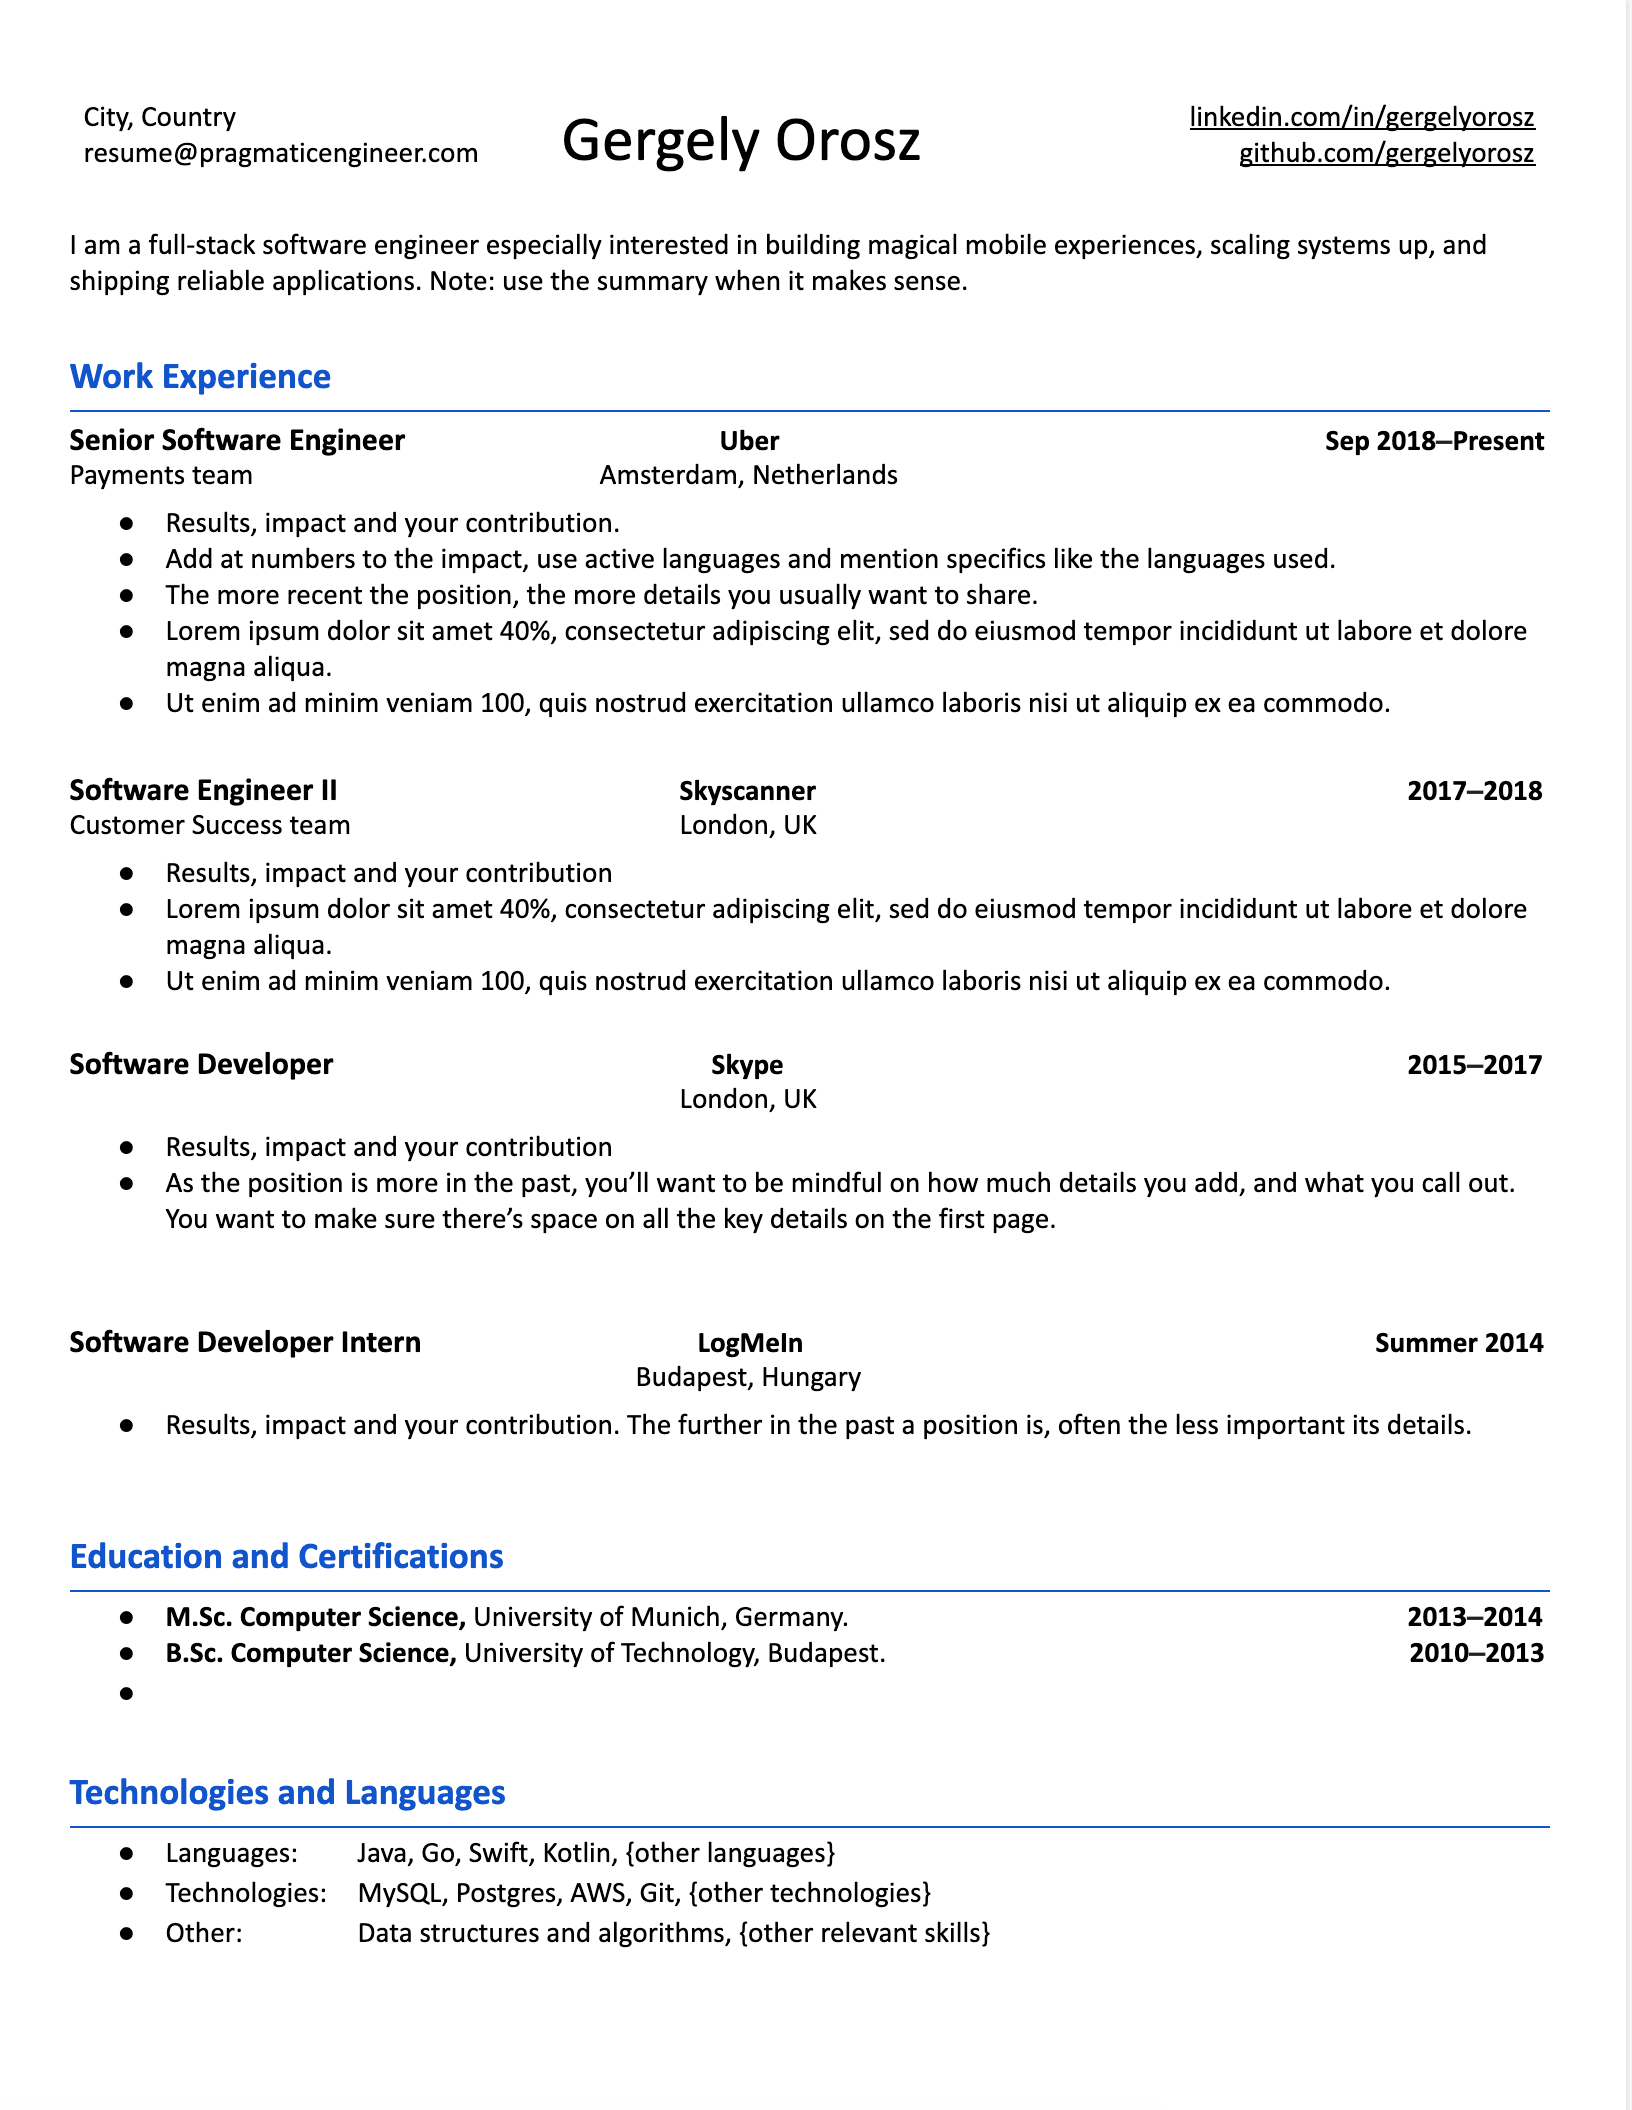 City, Country
resume@pragmaticengineer.com
Gergely Orosz
linkedin.com/in/gergelyorosz
github.com/gergelyorosz
I am a full-stack software engineer especially interested in building magical mobile experiences, scaling systems up, and
shipping reliable applications. Note: use the summary when it makes sense.
Work Experience
Senior Software Engineer Uber Sep 2018–Present
Payments team Amsterdam, Netherlands
● Results, impact and your contribution.
● Add at numbers to the impact, use active languages and mention specifics like the languages used.
● The more recent the position, the more details you usually want to share.
● Lorem ipsum dolor sit amet 40%, consectetur adipiscing elit, sed do eiusmod tempor incididunt ut labore et dolore
magna aliqua.
● Ut enim ad minim veniam 100, quis nostrud exercitation ullamco laboris nisi ut aliquip ex ea commodo.
Software Engineer II Skyscanner 2017–2018
Customer Success team London, UK
● Results, impact and your contribution
● Lorem ipsum dolor sit amet 40%, consectetur adipiscing elit, sed do eiusmod tempor incididunt ut labore et dolore
magna aliqua.
● Ut enim ad minim veniam 100, quis nostrud exercitation ullamco laboris nisi ut aliquip ex ea commodo.
Software Developer Skype 2015–2017
London, UK
● Results, impact and your contribution
● As the position is more in the past, you’ll want to be mindful on how much details you add, and what you call out.
You want to make sure there’s space on all the key details on the first page.
Software Developer Intern LogMeIn Summer 2014
Budapest, Hungary
● Results, impact and your contribution. The further in the past a position is, often the less important its details.
Education and Certifications
● M.Sc. Computer Science, University of Munich, Germany. 2013–2014
● B.Sc. Computer Science, University of Technology, Budapest. 2010–2013
●
Technologies and Languages
● Languages: Java, Go, Swift, Kotlin, {other languages}
● Technologies: MySQL, Postgres, AWS, Git, {other technologies}
● Other: Data structures and algorithms, {other relevant skills}